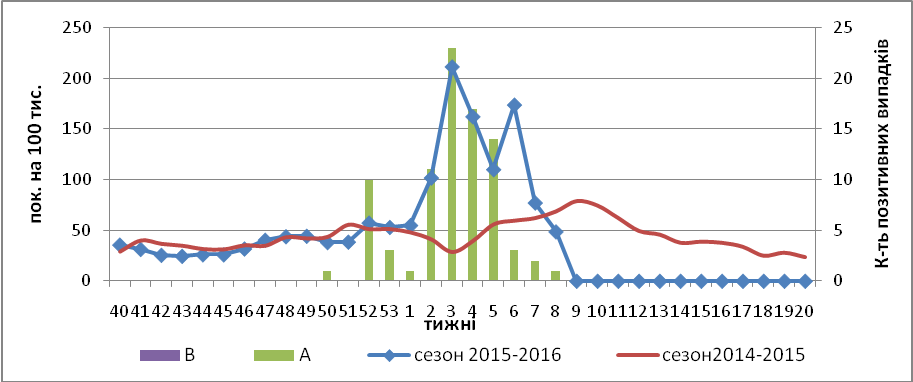 250
200
150
100
50
0
пок. на 100 тис.
25
20
15
10
5
0
К-ть позитивних випадків
40 41 42 43 44 45 46 47 48 49 50 51 52 53 1 2 3 4 5 6 7 8 9 10 11 12 13 14 15 16 17 18 19 20
тижні
В А сезон 2015-2016 сезон2014-2015